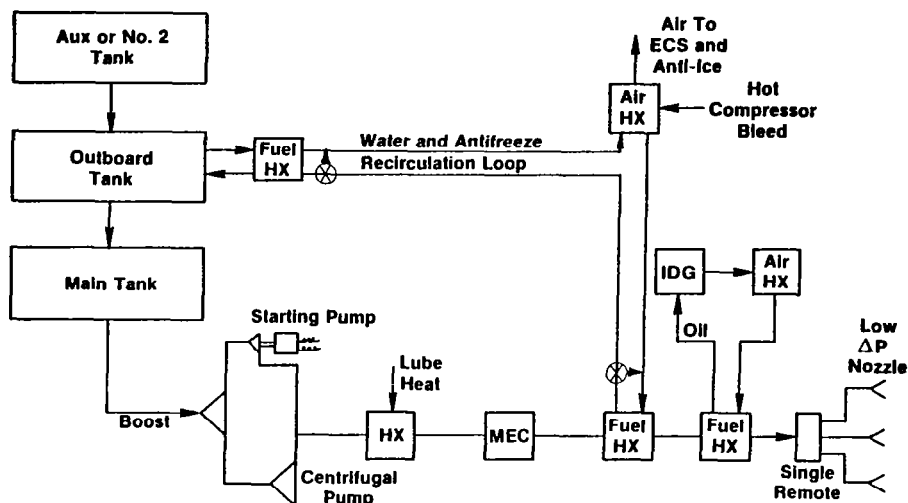 Aux or No. 2
Tank
Air To
ECS and
Anti-Ice
Air
HX
Hot
Compressor
Bleed
Outboard
Tank
Fuel
HX
Water and Antifreeze
Recirculation Loop
Main Tank
IDG
Air
HX
Starting Pump
Oil
Low
ΔP
Nozzle
Lube
Heat
Boost
HX
MEC
Fuel
HX
Fuel
HX
Centrifugal
Pump
Single
Remote